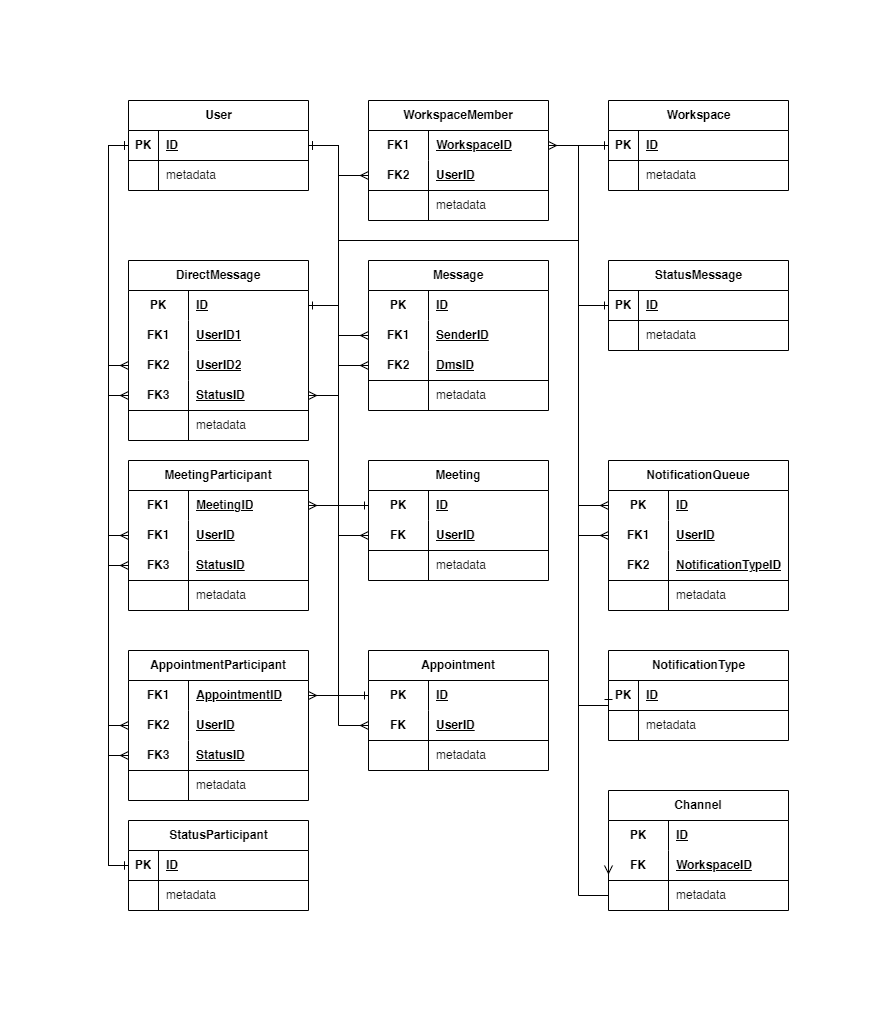 User
PK ID
metadata
WorkspaceMember
FK1 WorkspaceID
FK2 UserID
metadata
Workspace
PK ID
metadata
DirectMessage
PK ID
FK1 UserID1
FK2 UserID2
FK3 StatusID
metadata
Message
PK ID
FK1 SenderID
FK2 DmsID
metadata
StatusMessage
PK ID
metadata
MeetingParticipant
FK1 MeetingID
FK1 UserID
FK3 StatusID
metadata
Meeting
PK ID
FK UserID
metadata
NotificationQueue
PK ID
FK1 UserID
FK2 NotificationTypeID
metadata
AppointmentParticipant
FK1 AppointmentID
FK2 UserID
FK3 StatusID
metadata
Appointment
PK ID
FK UserID
metadata
NotificationType
PK ID
metadata
StatusParticipant
PK ID
metadata
Channel
PK ID
FK WorkspaceID
metadata